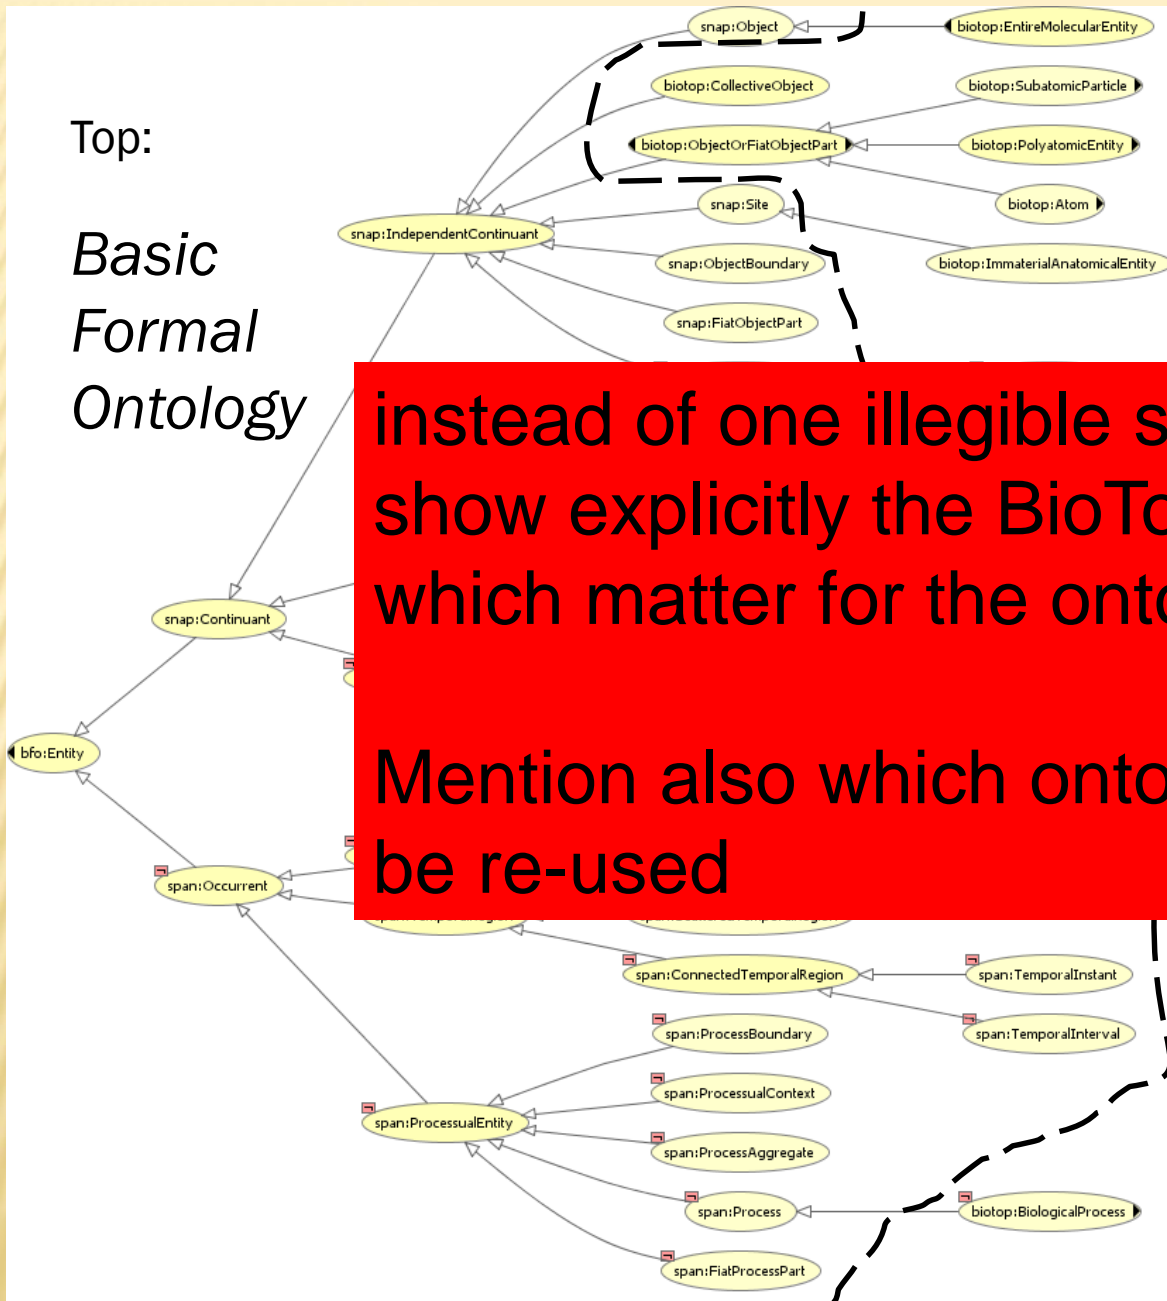 snap:Object
biotop:EntireMolecularEntity
biotop:CollectiveObject
biotop:SubatomicParticle
Top:
biotop:ObjectOrFiatObjectPart
biotop:PolyatomicEntity
snap:Site
biotop:Atom
snap:IndependentContinuant
Basic
snap:ObjectBoundary
biotop:ImmaterialAnatomicalEntity
Formal
snap:FiatObjectPart
Ontology
instead of one illegible
show explicitly the
which matter for the
snap:Continuant
bfo:Entity
Mention also which
be re-used
span:Occurrent
span:ConnectedTemporalRegion
span:TemporalInstant
span:ProcessBoundary
span:TemporalInterval
span:ProcessualContext
span:ProcessualEntity
span:ProcessAggregate
span:Process
biotop:BiologicalProcess
span:FiatProcessPart